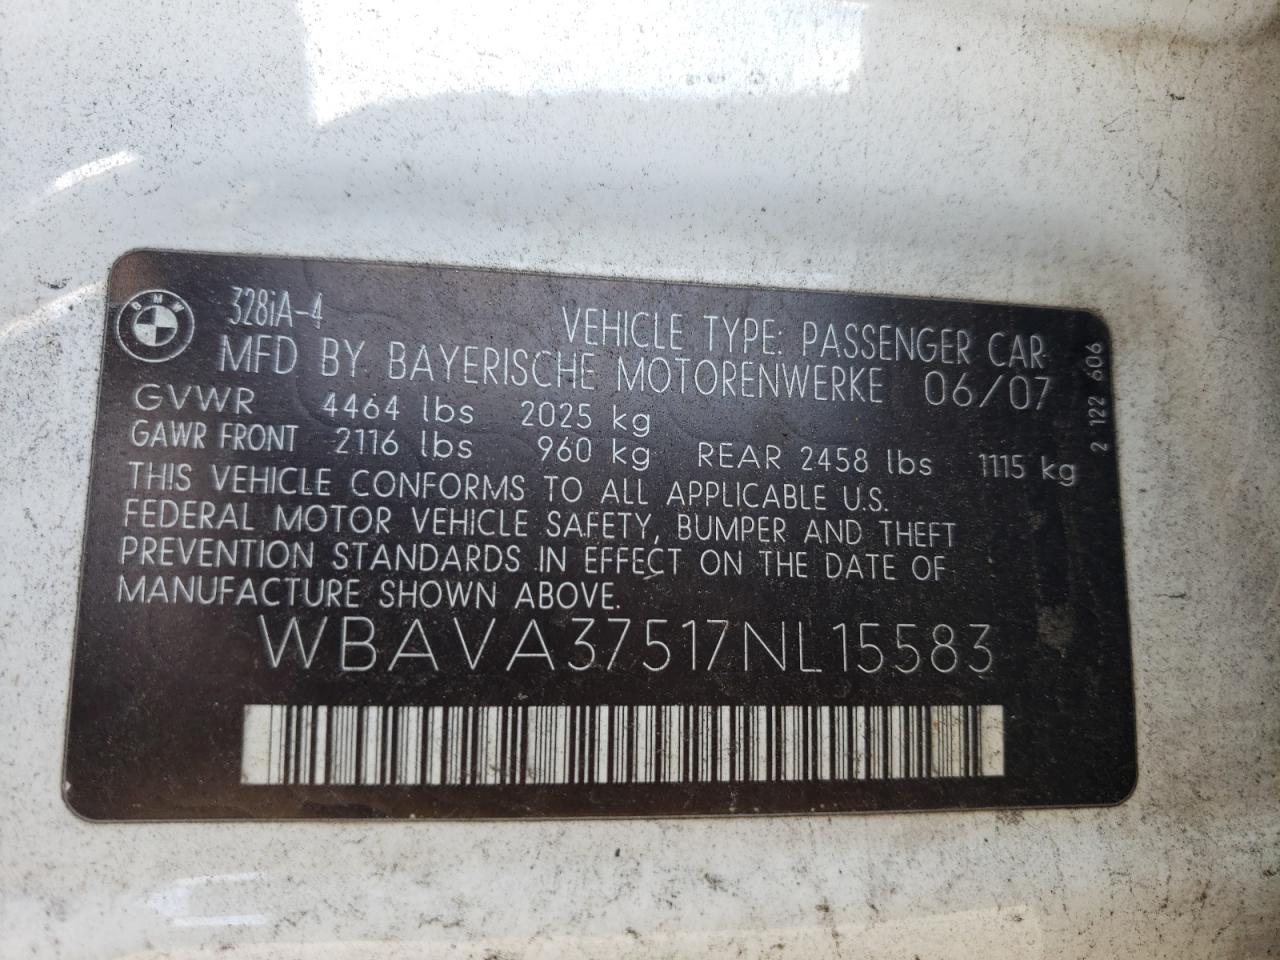 BMW
328iA-4
VEHICLE TYPE: PASSENGER CAR
MFD BY BAYERISCHE MOTORENWERKE 06/07
GVWR 4464 lbs 2025 kg
GAWR FRONT 2116 lbs 960 kg REAR 2458 lbs 1115 kg
THIS VEHICLE CONFORMS TO ALL APPLICABLE U.S.
FEDERAL MOTOR VEHICLE SAFETY, BUMPER AND THEFT
PREVENTION STANDARDS IN EFFECT ON THE DATE OF
MANUFACTURE SHOWN ABOVE.
WBAVA37517NL15583
2 122 606